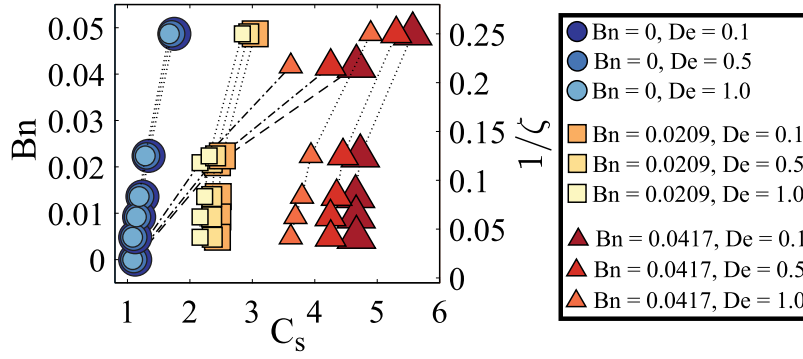 Bn
0.05
0.04
0.03
0.02
0.01
0
1 2 3 4 5 6
C_s
0.25
0.2
0.15
0.1
0.05
0
1/ζ
Bn = 0, De = 0.1
Bn = 0, De = 0.5
Bn = 0, De = 1.0
Bn = 0.0209, De = 0.1
Bn = 0.0209, De = 0.5
Bn = 0.0209, De = 1.0
Bn = 0.0417, De = 0.1
Bn = 0.0417, De = 0.5
Bn = 0.0417, De = 1.0